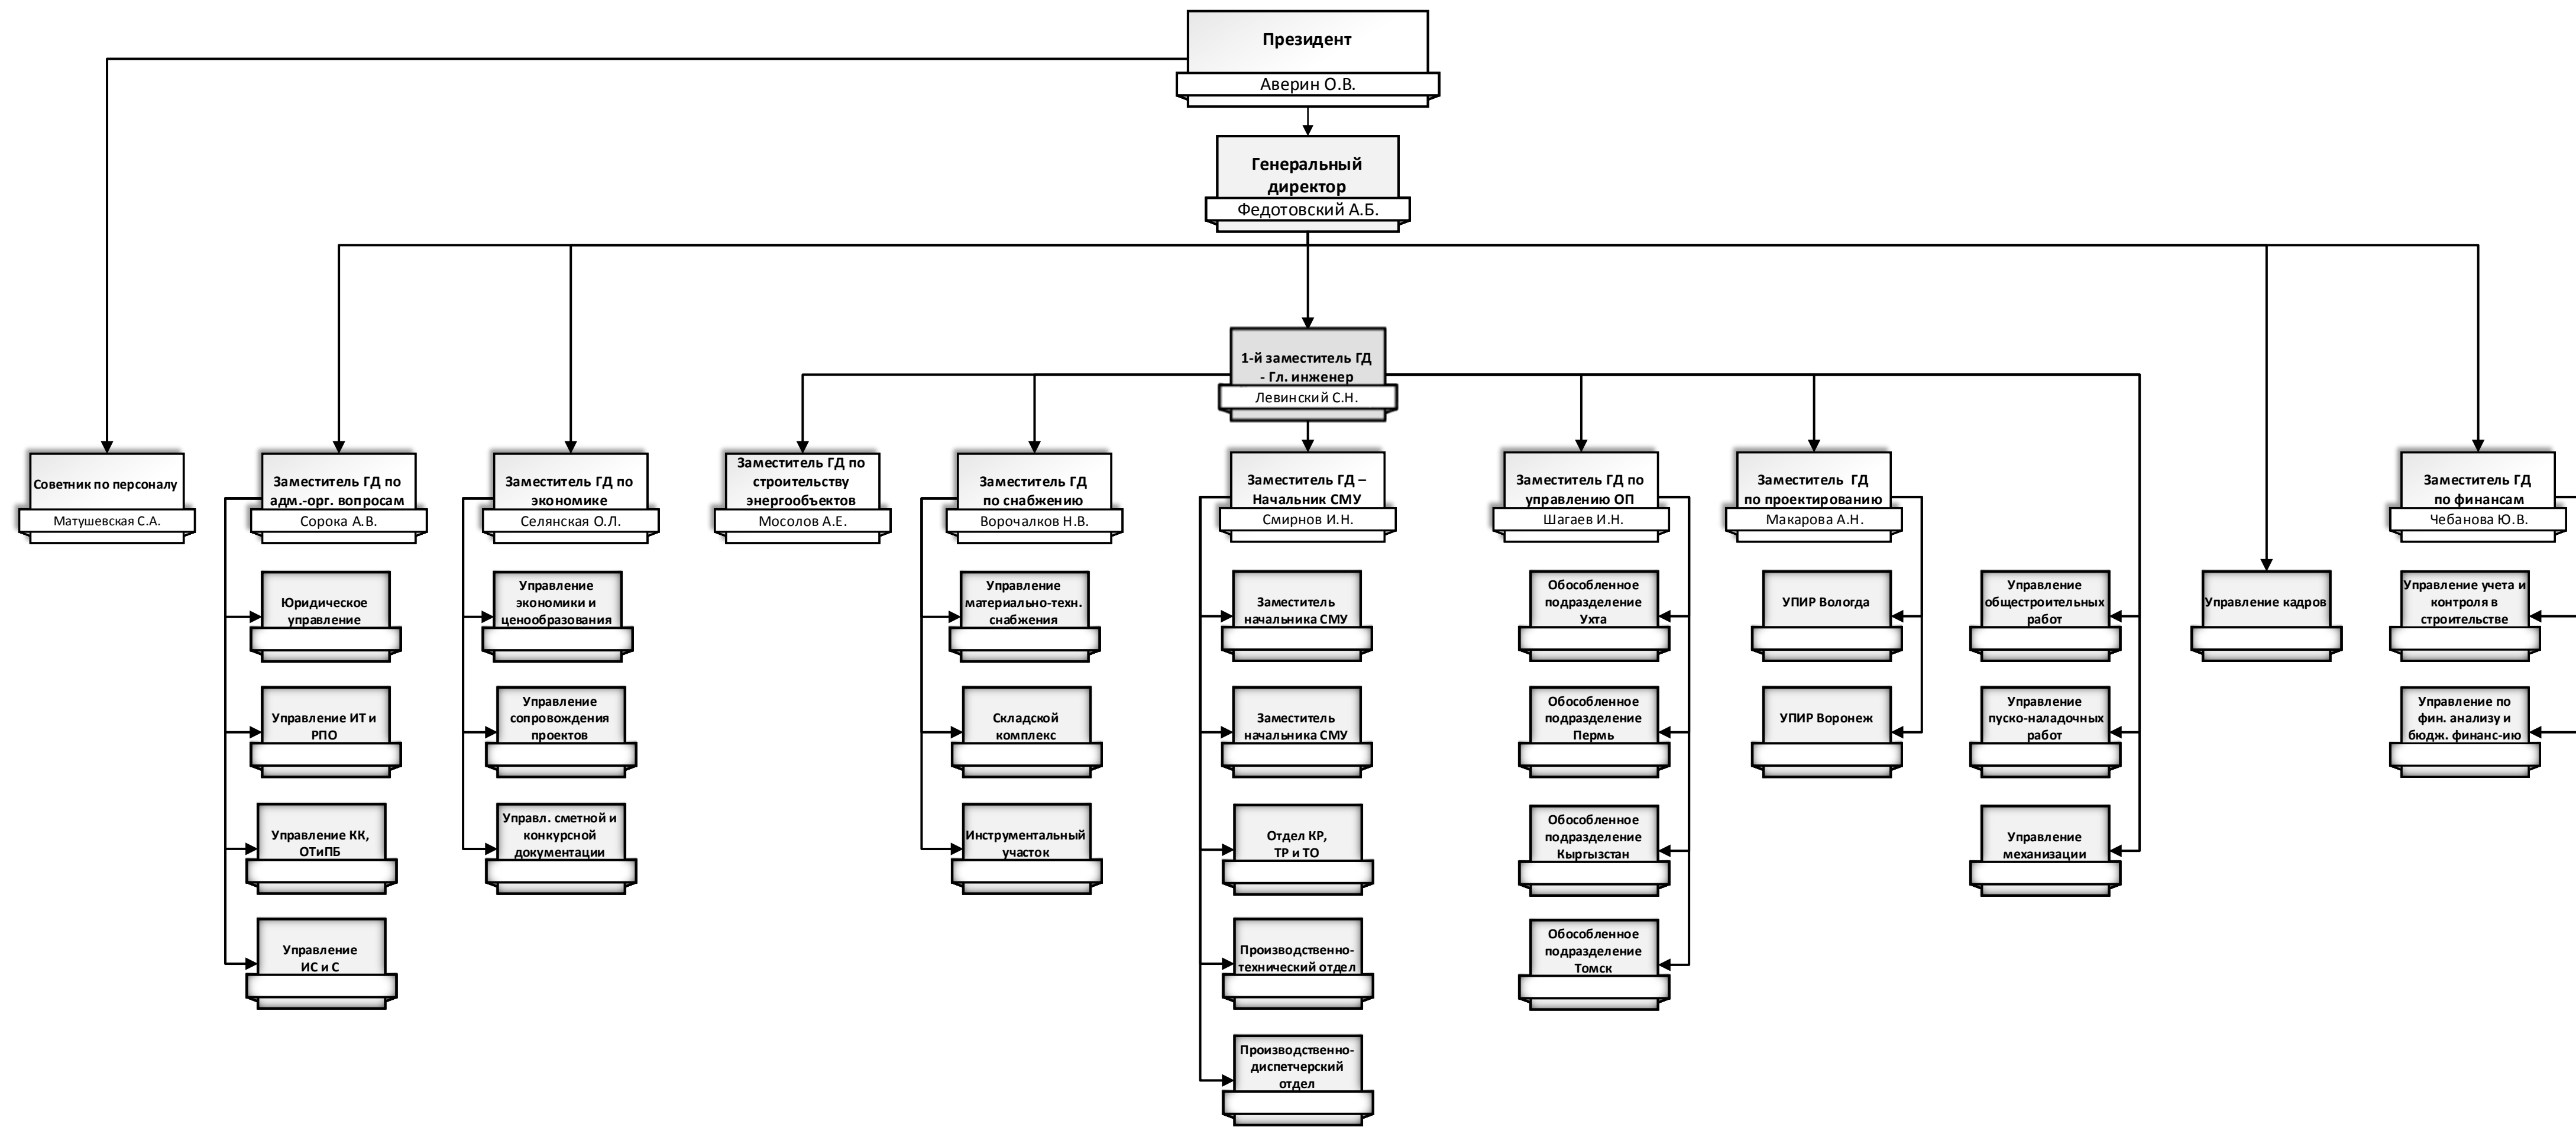 Президент
Аверин О.В.
Генеральный
директор
Федотовский А.Б.
1-й заместитель ГД
- Гл. инженер
Левинский С.Н.
Советник по персоналу
Матушевская С.А.
Заместитель ГД по
адм.-орг. вопросам
Сорока А.В.
Заместитель ГД по
экономике
Селянская О.Л.
Заместитель ГД по
строительству
энергообъектов
Мосолов А.Е.
Заместитель ГД
по снабжению
Ворочалков Н.В.
Заместитель ГД –
Начальник СМУ
Смирнов И.Н.
Заместитель ГД по
управлению ОП
Шагаев И.Н.
Заместитель ГД
по проектированию
Макарова А.Н.
Заместитель ГД
по финансам
Чебанова Ю.В.
Юридическое
управление
Управление ИТ и
РПО
Управление КК,
ОТиПБ
Управление
ИС и С
Управление
экономики и
ценообразования
Управление
сопровождения
проектов
Управл. сметной и
конкурсной
документации
Управление
материально-техн.
снабжения
Складской
комплекс
Инструментальный
участок
Заместитель
начальника СМУ
Заместитель
начальника СМУ
Отдел КР,
ТР и ТО
Производственно-
технический отдел
Производственно-
диспетчерский
отдел
Обособленное
подразделение
Ухта
Обособленное
подразделение
Пермь
Обособленное
подразделение
Кыргызстан
Обособленное
подразделение
Томск
УПИР Вологда
УПИР Воронеж
Управление
общестроительных
работ
Управление
пуско-наладочных
работ
Управление
механизации
Управление кадров
Управление учета и
контроля в
строительстве
Управление по
фин. анализу и
бюдж. финанс-ию